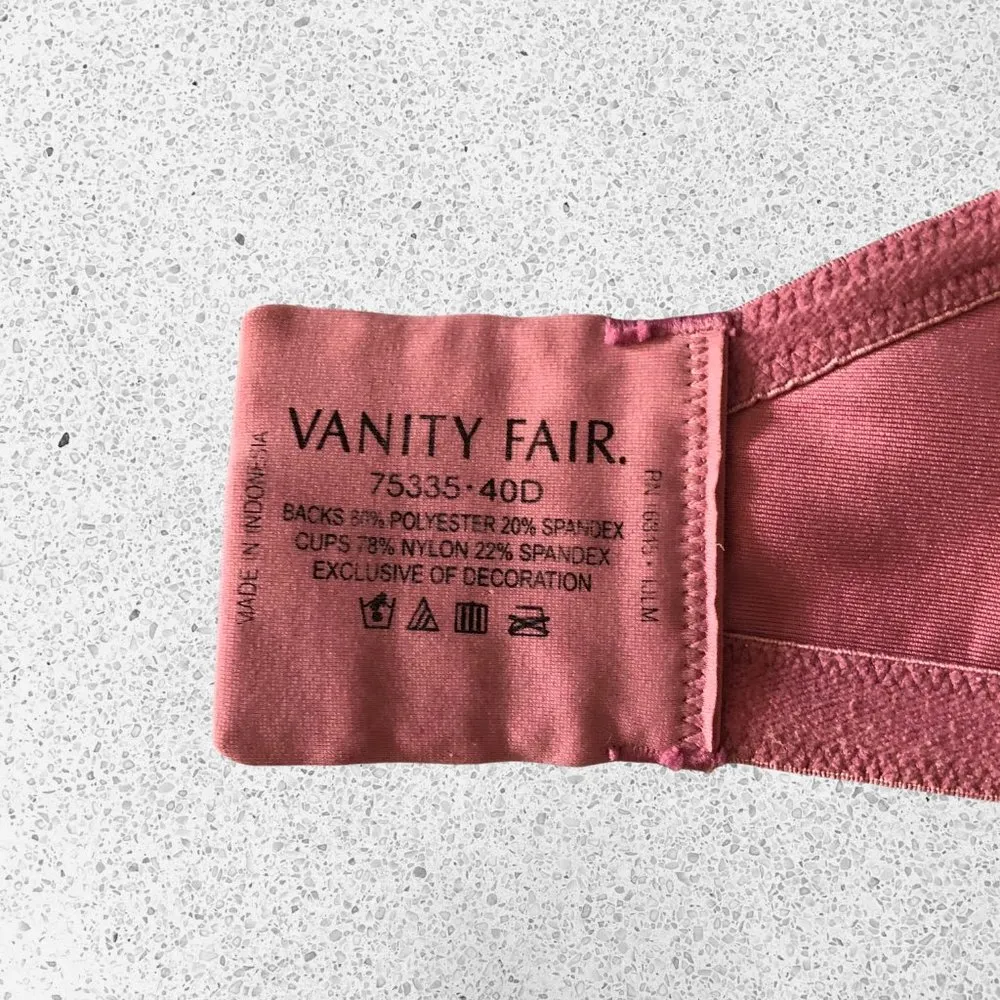 VANITY FAIR.
75335·40D
BACKS 80% POLYESTER 20% SPANDEX
CUPS 78% NYLON 22% SPANDEX
EXCLUSIVE OF DECORATION
MADE IN INDONESIA
RN